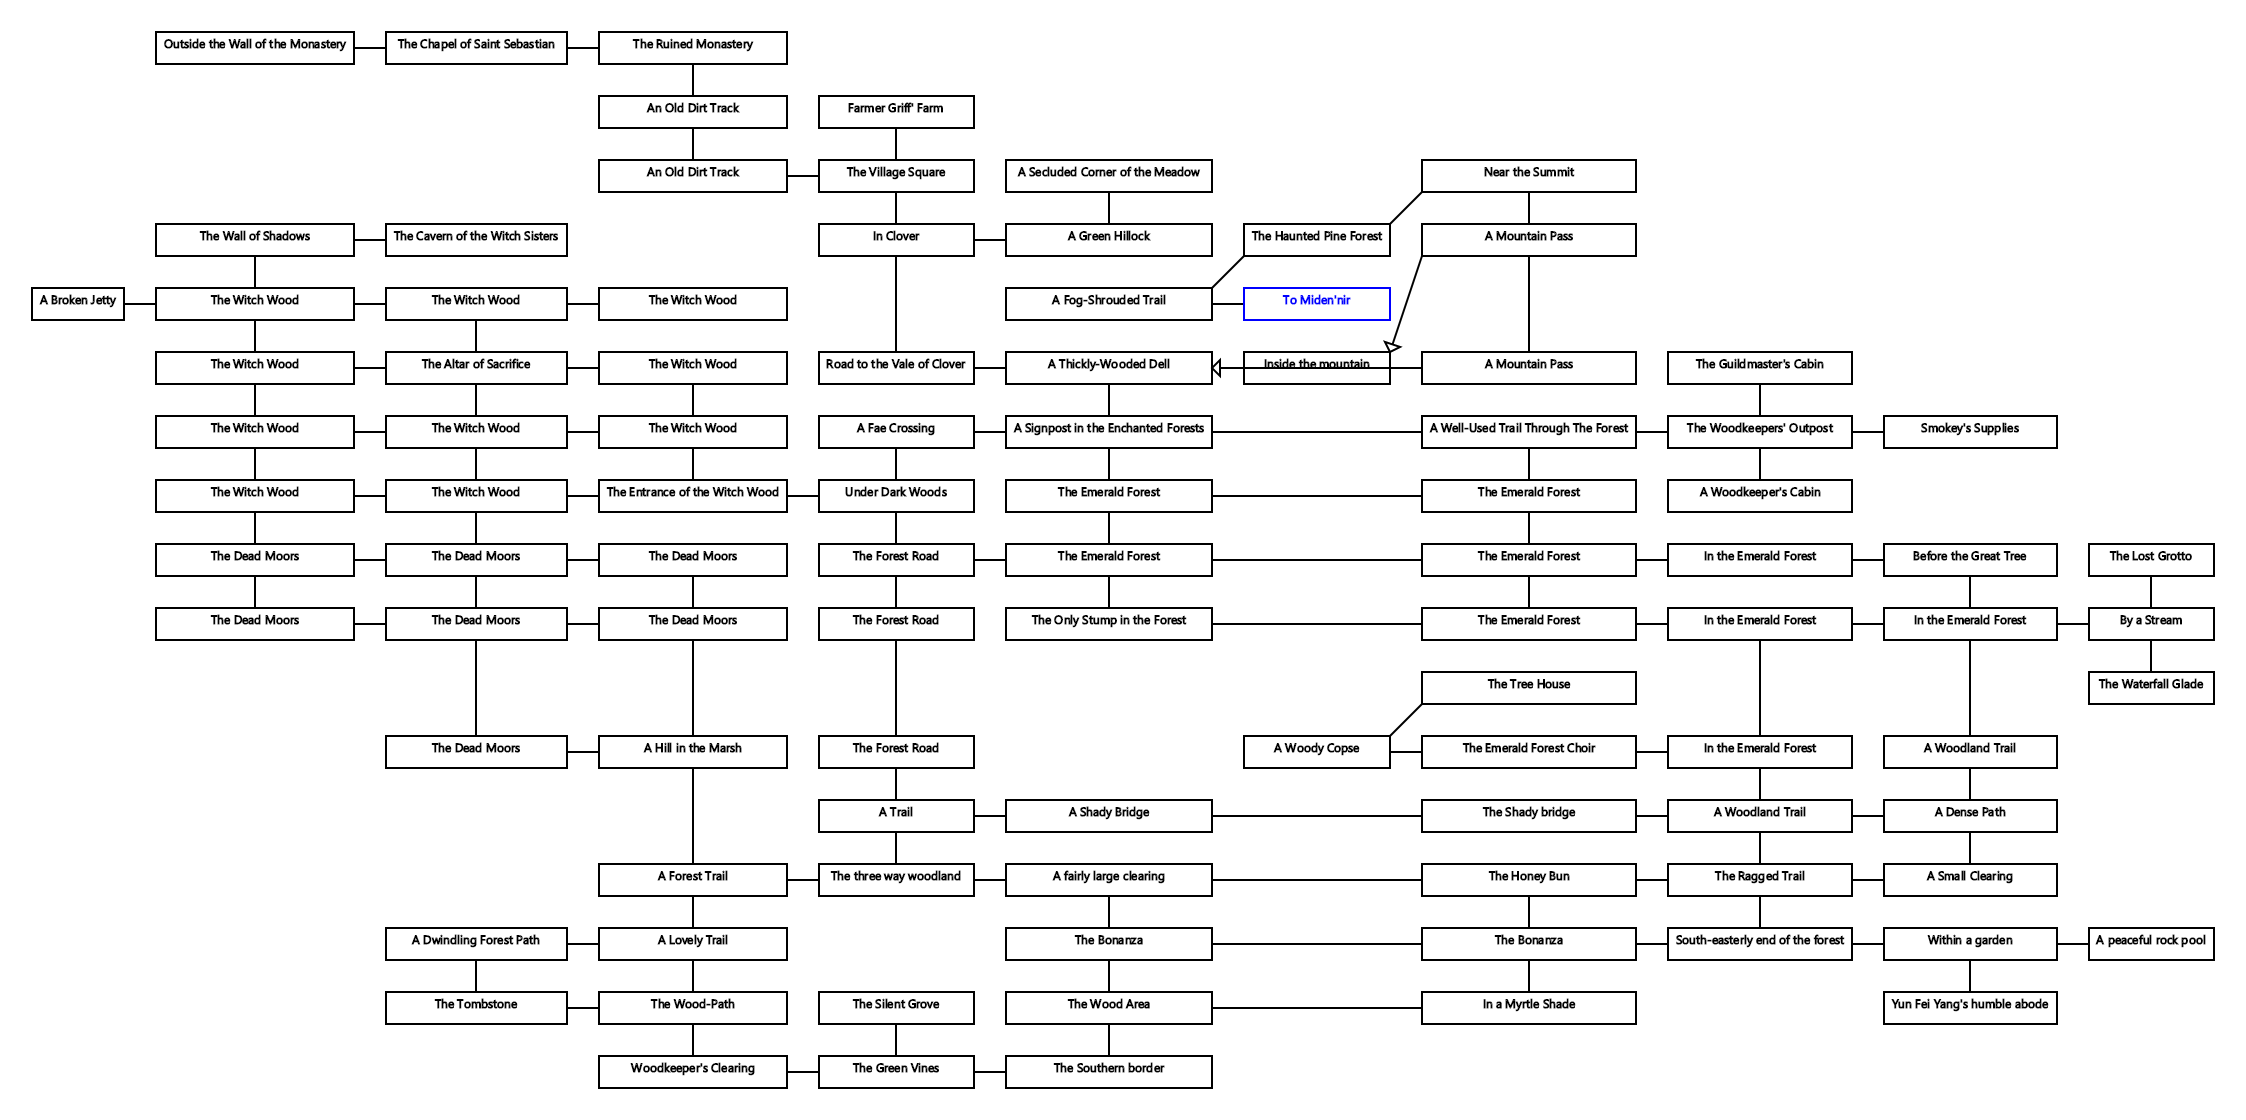 Outside the Wall of the Monastery
The Chapel of Saint Sebastian
The Ruined Monastery
An Old Dirt Track
Farmer Griff' Farm
An Old Dirt Track
The Village Square
A Secluded Corner of the Meadow
Near the Summit
The Wall of Shadows
The Cavern of the Witch Sisters
In Clover
A Green Hillock
The Haunted Pine Forest
A Mountain Pass
A Broken Jetty
The Witch Wood
The Witch Wood
The Witch Wood
A Fog-Shrouded Trail
To Miden'nir
The Witch Wood
The Altar of Sacrifice
The Witch Wood
Road to the Vale of Clover
A Thickly-Wooded Dell
Inside the mountain
A Mountain Pass
The Guildmaster's Cabin
The Witch Wood
The Witch Wood
The Witch Wood
A Fae Crossing
A Signpost in the Enchanted Forests
A Well-Used Trail Through The Forest
The Woodkeepers' Outpost
Smokey's Supplies
The Witch Wood
The Witch Wood
The Entrance of the Witch Wood
Under Dark Woods
The Emerald Forest
The Emerald Forest
A Woodkeeper's Cabin
The Dead Moors
The Dead Moors
The Dead Moors
The Forest Road
The Emerald Forest
The Emerald Forest
In the Emerald Forest
Before the Great Tree
The Lost Grotto
The Dead Moors
The Dead Moors
The Dead Moors
The Forest Road
The Only Stump in the Forest
The Emerald Forest
In the Emerald Forest
In the Emerald Forest
By a Stream
The Tree House
The Waterfall Glade
The Dead Moors
A Hill in the Marsh
The Forest Road
A Woody Copse
The Emerald Forest Choir
In the Emerald Forest
A Woodland Trail
A Trail
A Shady Bridge
The Shady bridge
A Woodland Trail
A Dense Path
A Forest Trail
The three way woodland
A fairly large clearing
The Honey Bun
The Ragged Trail
A Small Clearing
A Dwindling Forest Path
A Lovely Trail
The Bonanza
The Bonanza
South-easterly end of the forest
Within a garden
A peaceful rock pool
The Tombstone
The Wood-Path
The Silent Grove
The Wood Area
In a Myrtle Shade
Yun Fei Yang's humble abode
Woodkeeper's Clearing
The Green Vines
The Southern border